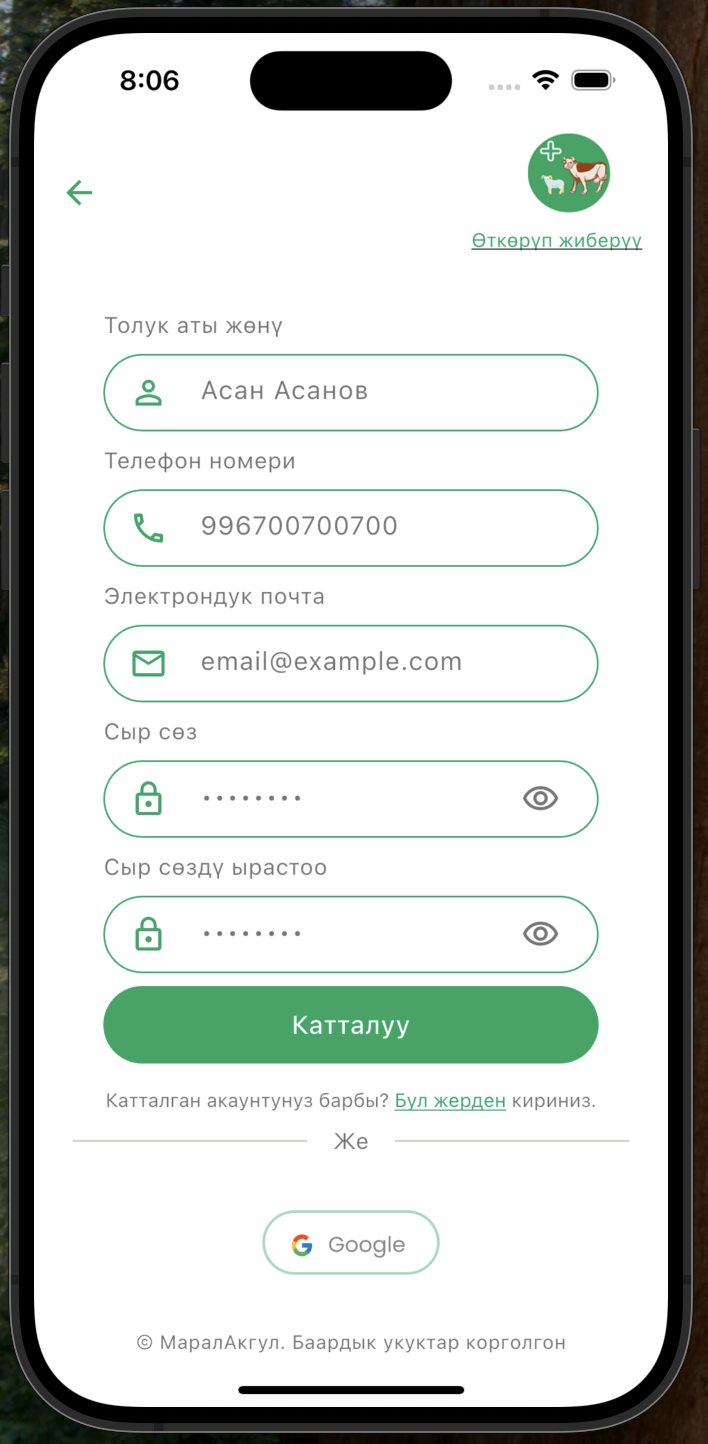 8:06
Өткөрүп жиберүү
Толук аты жөнү
Асан Асанов
Телефон номери
996700700700
Электрондук почта
email@example.com
Сыр сөз
••••••••
Сыр сөздү ырастоо
••••••••
Катталуу
Катталган акаунтунуз барбы? Бул жерден кириниз.
Же
Google
© МаралАкгул. Баардык укуктар корголгон